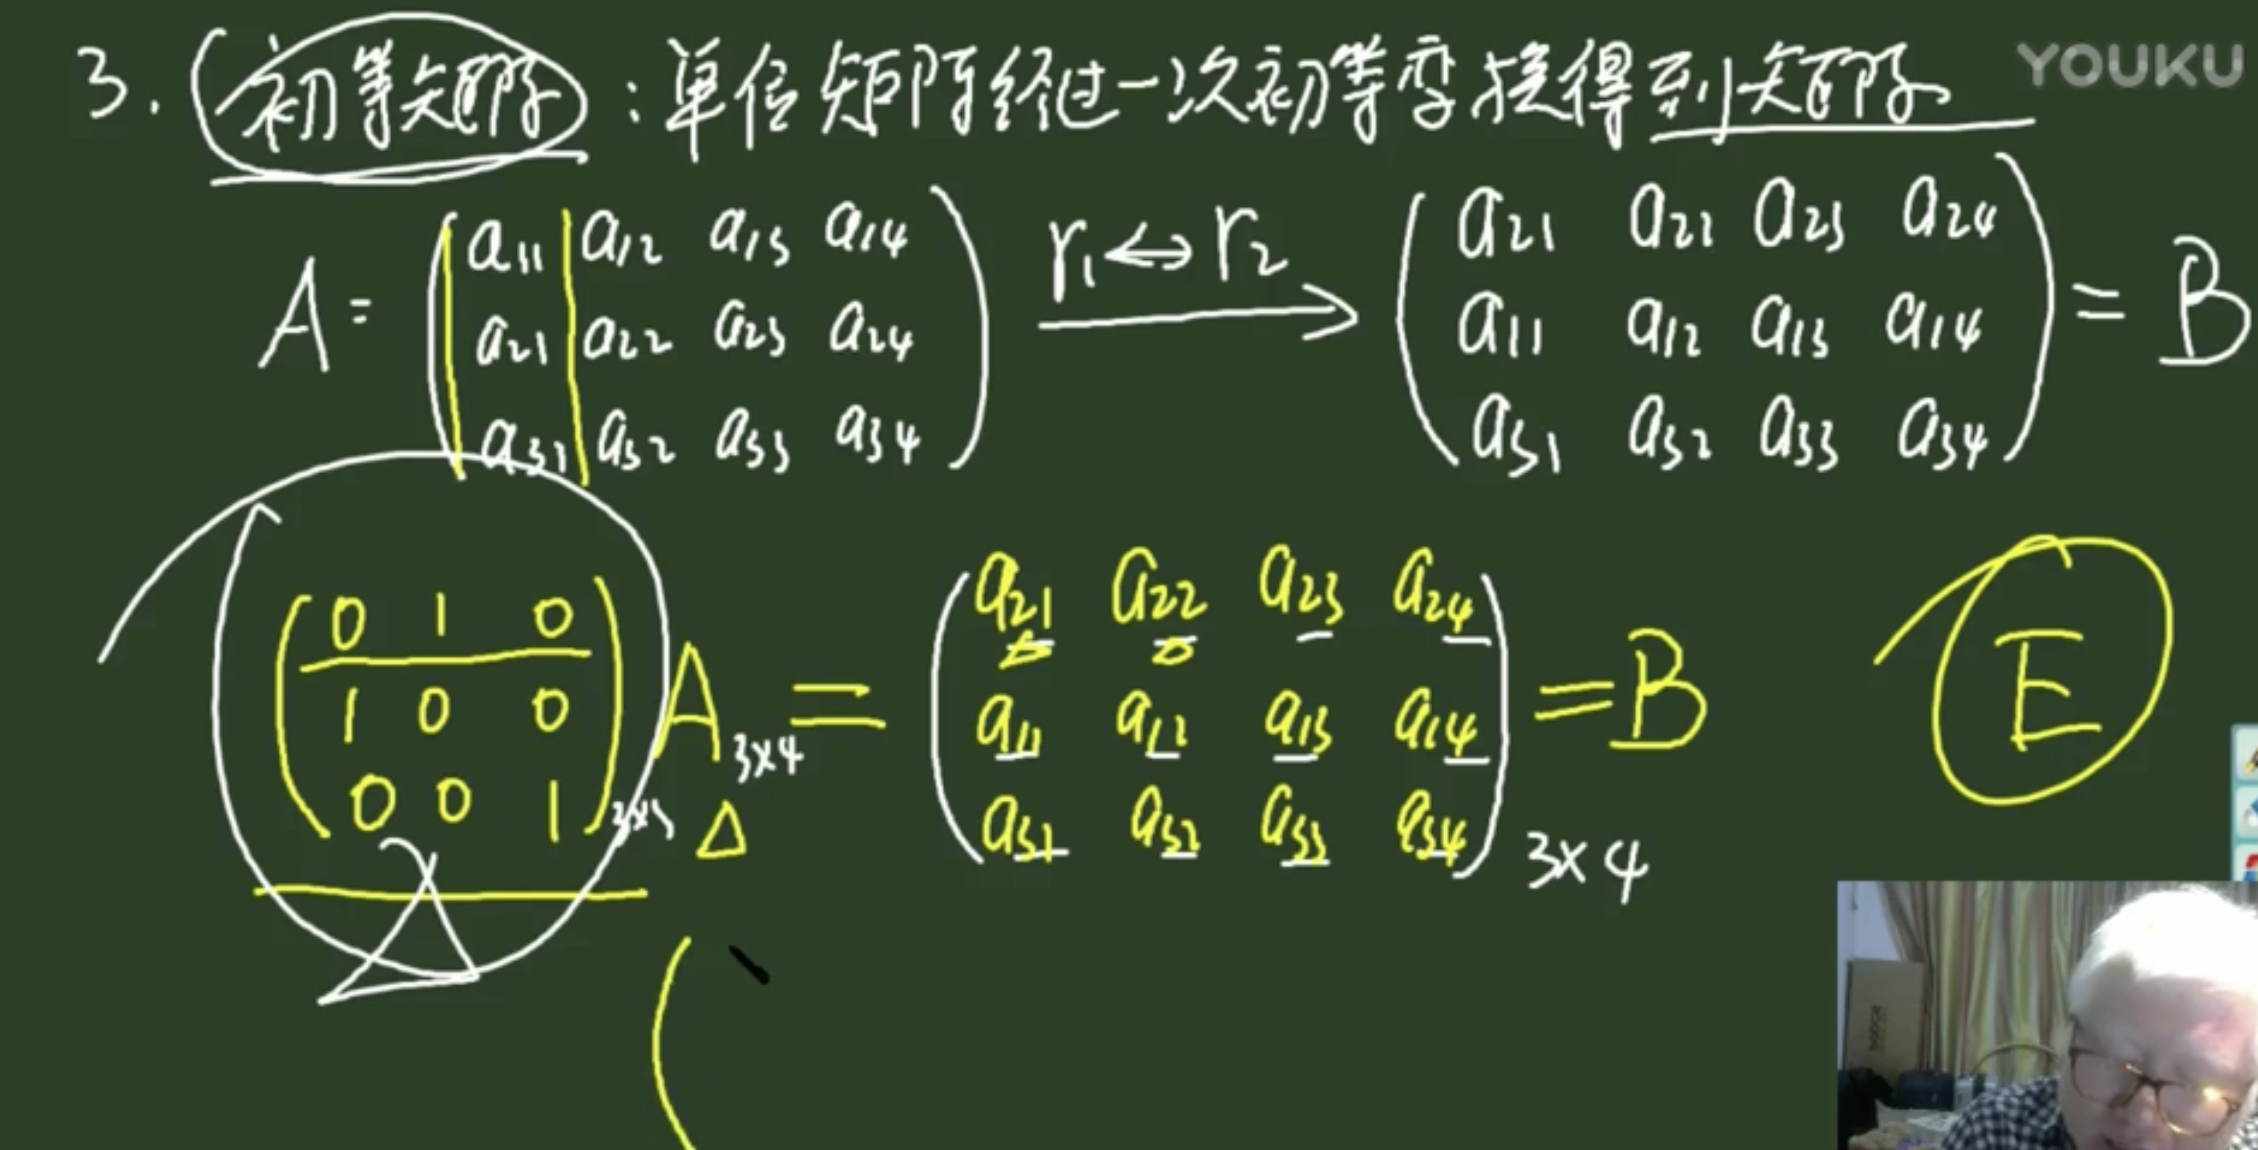 3. 初等矩阵：单位矩阵经过一次初等变换得到矩阵
YOUKU
A= ( a11 a12 a13 a14
a21 a22 a23 a24
a31 a32 a33 a34 )
r1↔r2
( a21 a22 a23 a24
a11 a12 a13 a14
a31 a32 a33 a34 ) = B
( 0 1 0
1 0 0
0 0 1 ) 3×3
A 3×4 =
Δ
( a21 a22 a23 a24
a11 a12 a13 a14
a31 a32 a33 a34 ) 3×4
= B
E
(